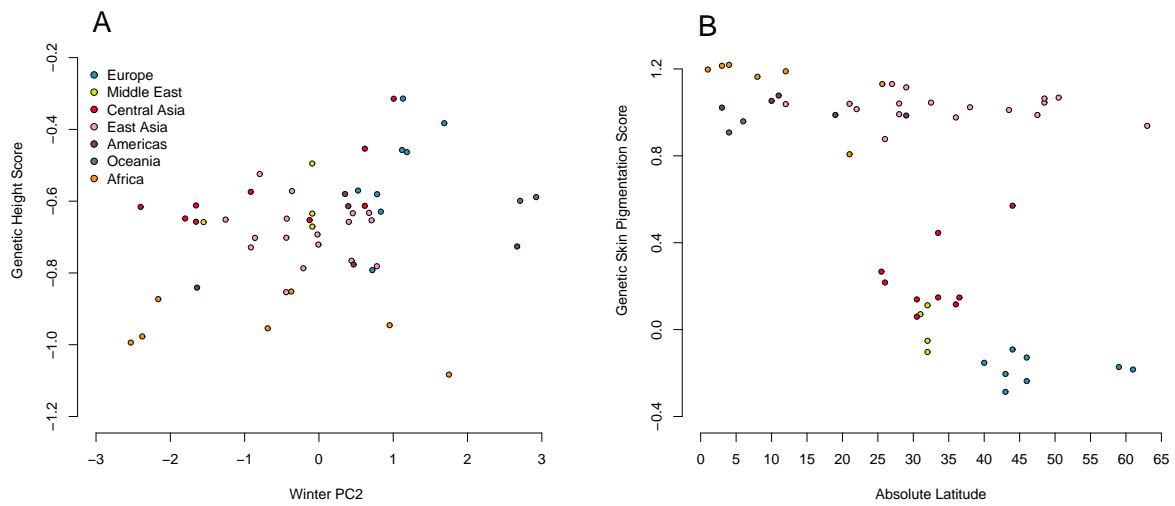 A
Genetic Height Score
−0.2
−0.4
−0.6
−0.8
−1.0
−1.2
Europe
Middle East
Central Asia
East Asia
Americas
Oceania
Africa
−3 −2 −1 0 1 2 3
Winter PC2
B
Genetic Skin Pigmentation Score
1.2
0.8
0.4
0.0
−0.4
0 5 10 15 20 25 30 35 40 45 50 55 60 65
Absolute Latitude